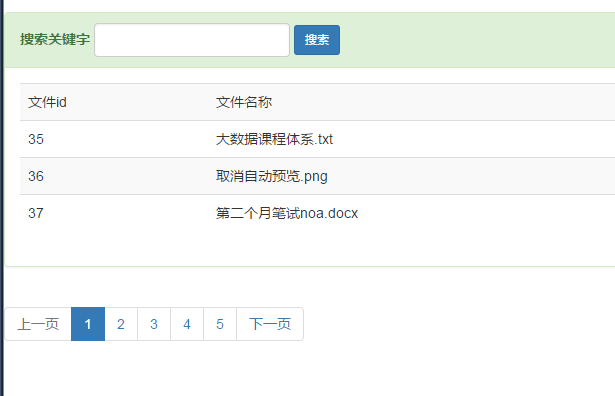 搜索关键字 搜索
文件id 文件名称
35 大数据课程体系.txt
36 取消自动预览.png
37 第二个月笔试noa.docx
上一页 1 2 3 4 5 下一页